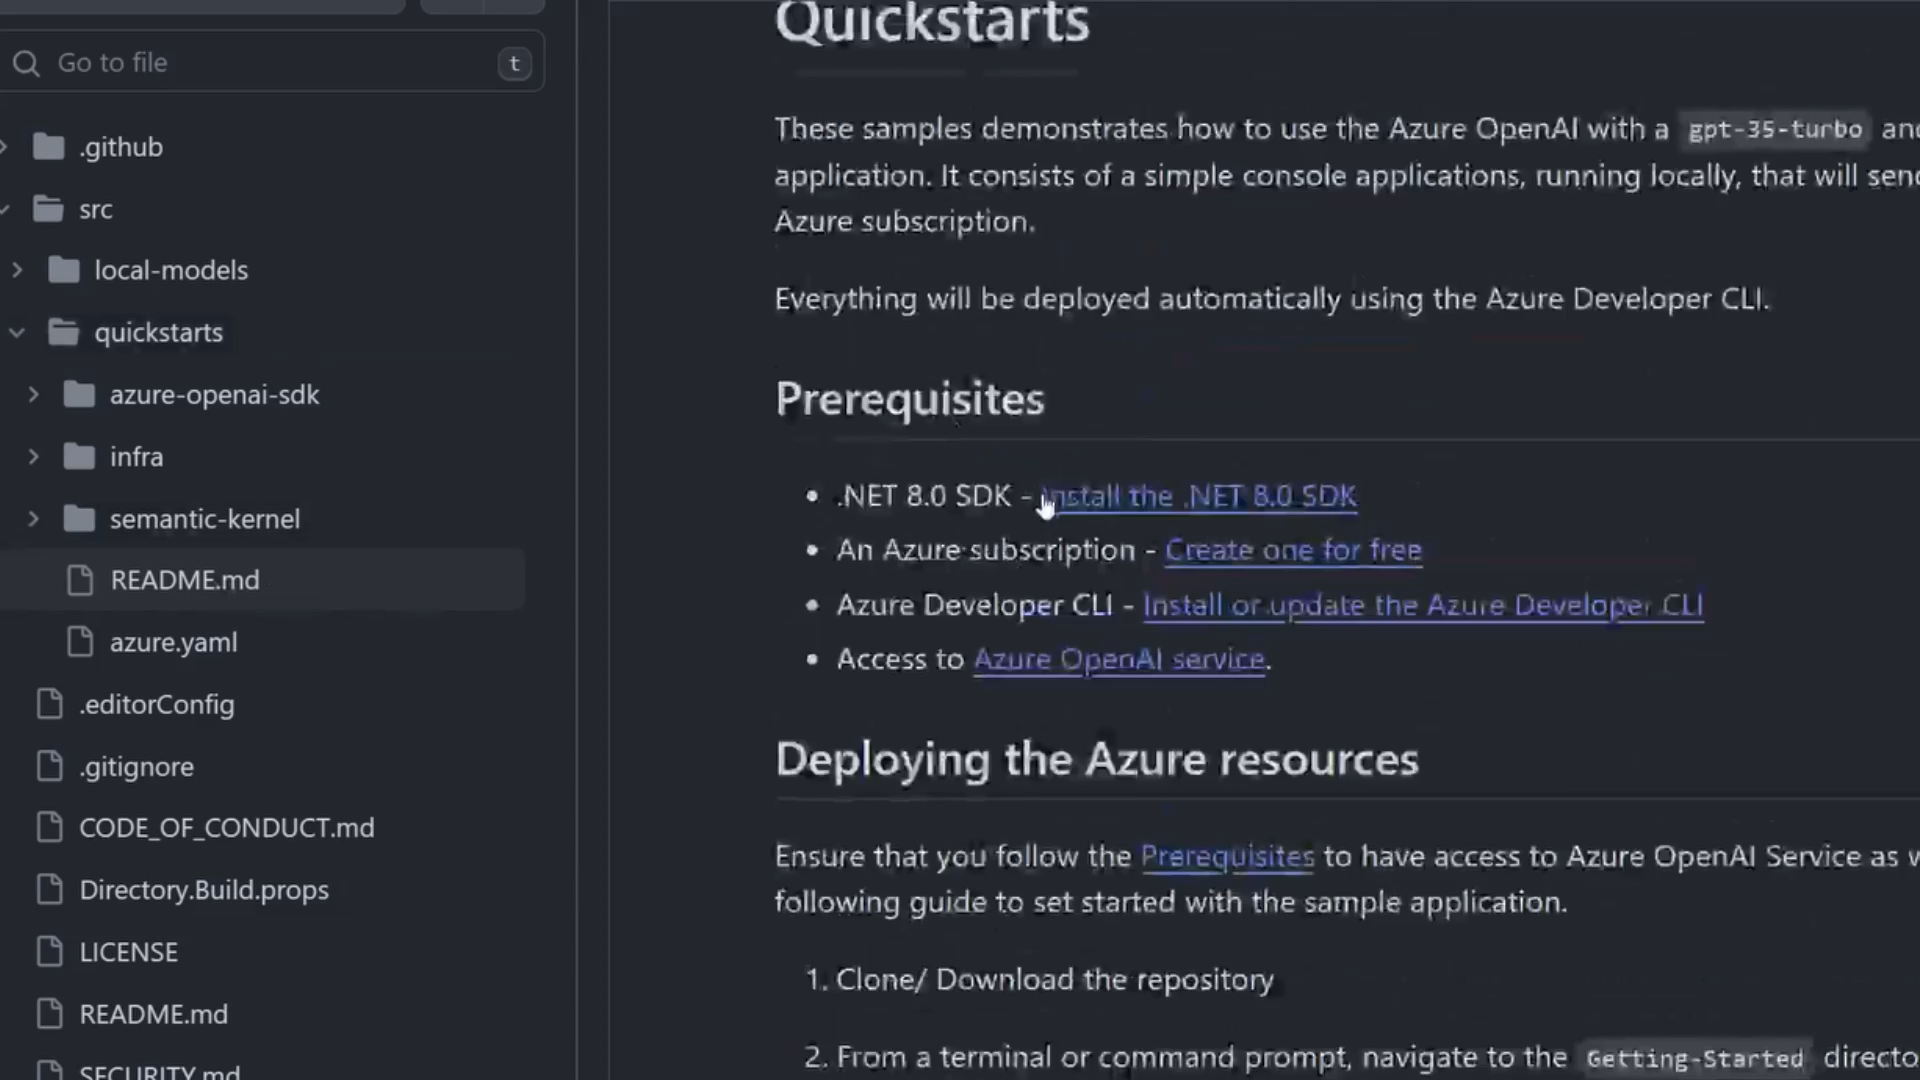 Go to file
t
.github
src
local-models
quickstarts
azure-openai-sdk
infra
semantic-kernel
README.md
azure.yaml
.editorConfig
.gitignore
CODE_OF_CONDUCT.md
Directory.Build.props
LICENSE
README.md
SECURITY.md
Quickstarts
These samples demonstrates how to use the Azure OpenAI with a gpt-35-turbo and
application. It consists of a simple console applications, running locally, that will send
Azure subscription.
Everything will be deployed automatically using the Azure Developer CLI.
Prerequisites
• .NET 8.0 SDK - Install the .NET 8.0 SDK
• An Azure subscription - Create one for free
• Azure Developer CLI - Install or update the Azure Developer CLI
• Access to Azure OpenAI service.
Deploying the Azure resources
Ensure that you follow the Prerequisites to have access to Azure OpenAI Service as w
following guide to set started with the sample application.
1. Clone/ Download the repository
2. From a terminal or command prompt, navigate to the Getting-Started directo